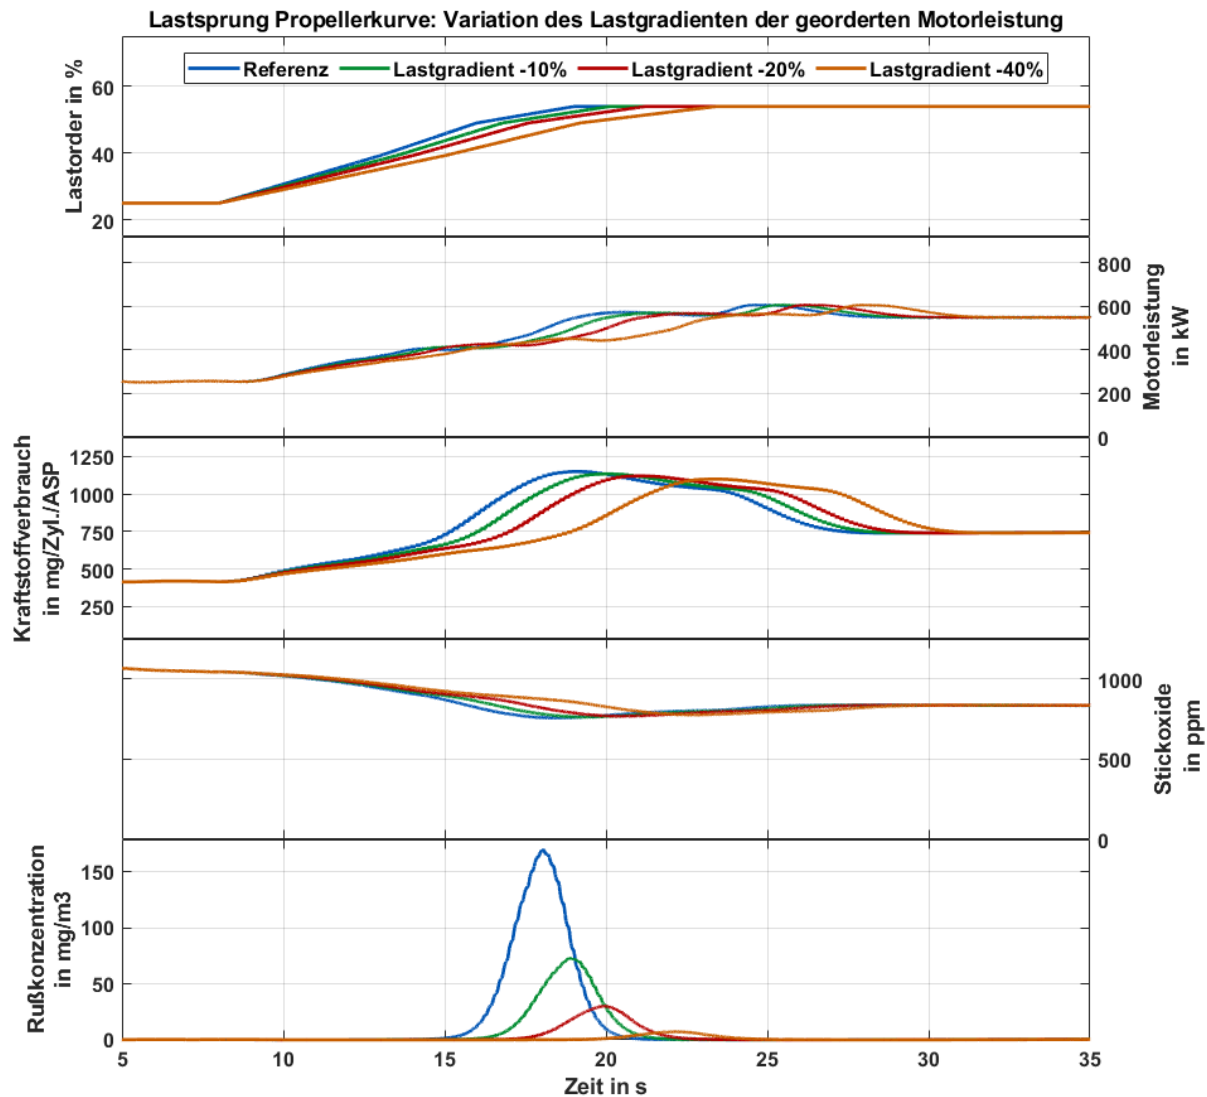 Lastsprung Propellerkurve: Variation des Lastgradienten der georderten Motorleistung
Referenz Lastgradient -10% Lastgradient -20% Lastgradient -40%
Lastorder in %
60
40
20
Motorleistung
in kW
800
600
400
200
0
Kraftstoffverbrauch
in mg/Zyl./ASP
1250
1000
750
500
250
Stickoxide
in ppm
1000
500
0
Rußkonzentration
in mg/m3
150
100
50
0
5 10 15 20 25 30 35
Zeit in s